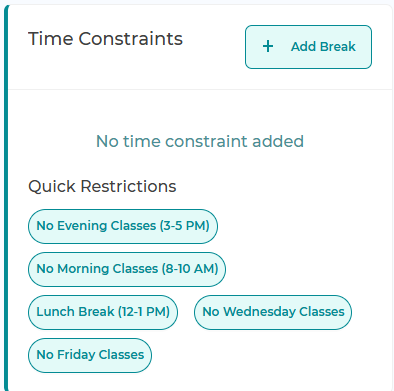 Time Constraints
+ Add Break
No time constraint added
Quick Restrictions
No Evening Classes (3-5 PM)
No Morning Classes (8-10 AM)
Lunch Break (12-1 PM) No Wednesday Classes
No Friday Classes